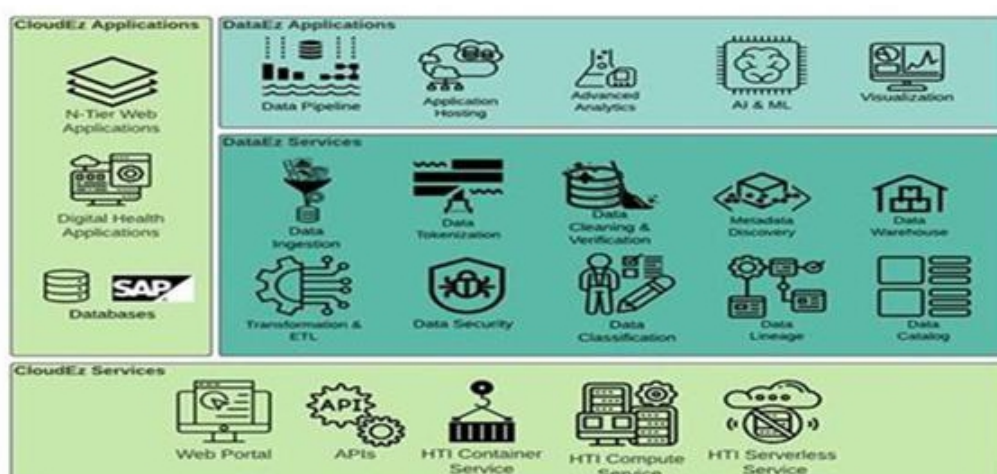 CloudEz Applications
N-Tier Web
Applications
Digital Health
Applications
SAP
Databases
DataEz Applications
Data Pipeline
Application
Hosting
Advanced
Analytics
AI & ML
Visualization
DataEz Services
Data
Ingestion
Data
Tokenization
Data
Cleaning &
Verification
Metadata
Discovery
Data
Warehouse
Transformation &
ETL
Data Security
Data
Classification
Data
Lineage
Data
Catalog
CloudEz Services
Web Portal
API
APIs
HTI Container
Service
HTI Compute
Service
HTI Serverless
Service